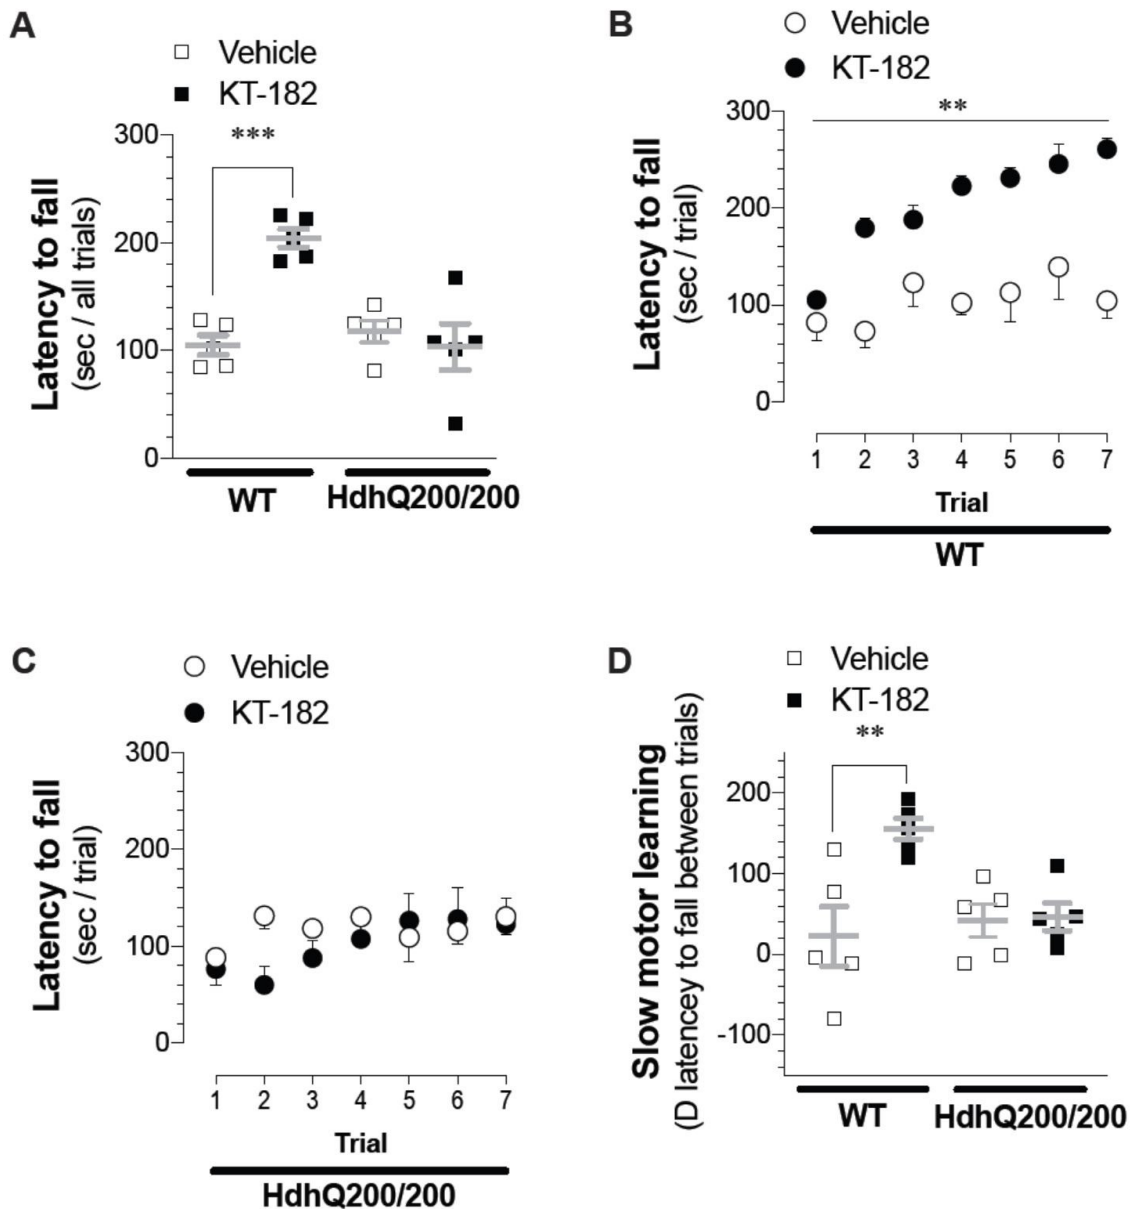 A
Vehicle
KT-182
***
300
200
100
0
Latency to fall
(sec / all trials)
WT
HdhQ200/200
B
Vehicle
KT-182
**
300
200
100
0
Latency to fall
(sec / trial)
1 2 3 4 5 6 7
Trial
WT
C
Vehicle
KT-182
300
200
100
0
Latency to fall
(sec / trial)
1 2 3 4 5 6 7
Trial
HdhQ200/200
D
Vehicle
KT-182
**
200
100
0
-100
Slow motor learning
(D latencey to fall between trials)
WT
HdhQ200/200